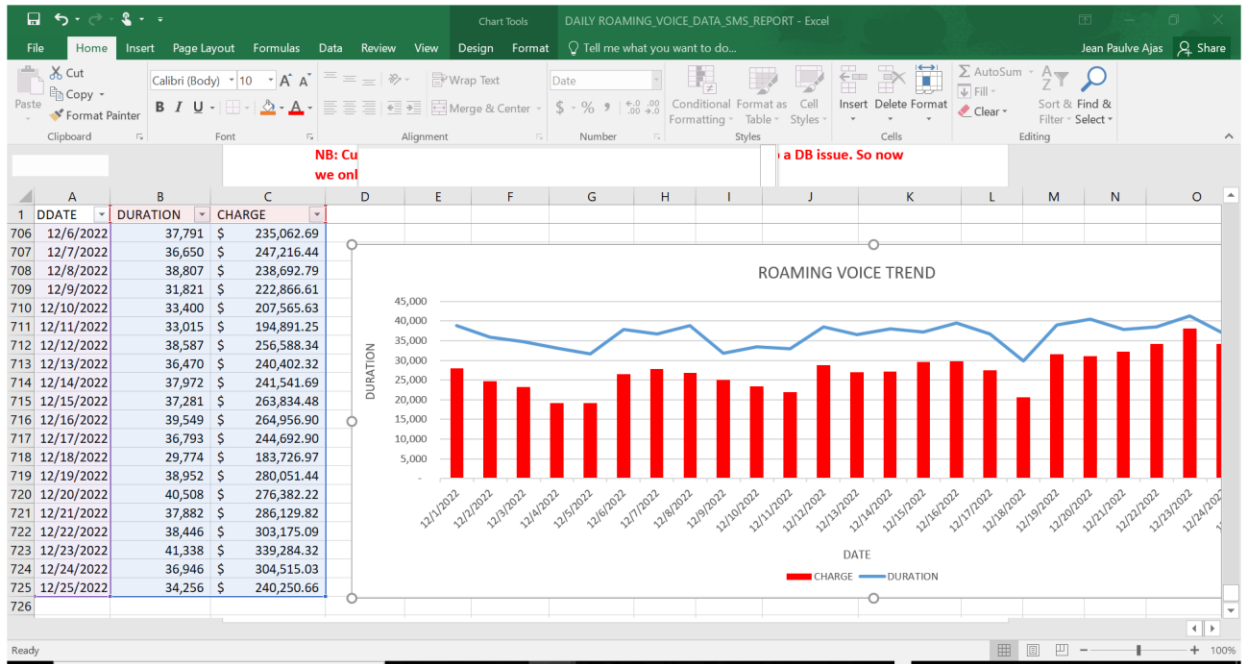 Chart Tools DAILY ROAMING_VOICE_DATA_SMS_REPORT - Excel
File Home Insert Page Layout Formulas Data Review View Design Format Tell me what you want to do... Jean Paulve Ajas Share
Cut
Copy
Format Painter
Paste
Clipboard
Calibri (Body) 10 A A
B I U A
Font
Wrap Text
Merge & Center
Alignment
Date
$ % , .0 .00 .00 .0
Number
Conditional Formatting
Format as Table
Cell Styles
Styles
Insert Delete Format
Cells
AutoSum
Fill
Clear
Sort & Filter
Find & Select
Editing
NB: Cu a DB issue. So now
we onl
A B C D E F G H I J K L M N O
1 DDATE DURATION CHARGE
706 12/6/2022 37,791 $ 235,062.69
707 12/7/2022 36,650 $ 247,216.44
708 12/8/2022 38,807 $ 238,692.79
709 12/9/2022 31,821 $ 222,866.61
710 12/10/2022 33,400 $ 207,565.63
711 12/11/2022 33,015 $ 194,891.25
712 12/12/2022 38,587 $ 256,588.34
713 12/13/2022 36,470 $ 240,402.32
714 12/14/2022 37,972 $ 241,541.69
715 12/15/2022 37,281 $ 263,834.48
716 12/16/2022 39,549 $ 264,956.90
717 12/17/2022 36,793 $ 244,692.90
718 12/18/2022 29,774 $ 183,726.97
719 12/19/2022 38,952 $ 280,051.44
720 12/20/2022 40,508 $ 276,382.22
721 12/21/2022 37,882 $ 286,129.82
722 12/22/2022 38,446 $ 303,175.09
723 12/23/2022 41,338 $ 339,284.32
724 12/24/2022 36,946 $ 304,515.03
725 12/25/2022 34,256 $ 240,250.66
726
ROAMING VOICE TREND
DURATION
45,000
40,000
35,000
30,000
25,000
20,000
15,000
10,000
5,000
-
12/1/2022 12/2/2022 12/3/2022 12/4/2022 12/5/2022 12/6/2022 12/7/2022 12/8/2022 12/9/2022 12/10/2022 12/11/2022 12/12/2022 12/13/2022 12/14/2022 12/15/2022 12/16/2022 12/17/2022 12/18/2022 12/19/2022 12/20/2022 12/21/2022 12/22/2022 12/23/2022 12/24/202
DATE
CHARGE DURATION
Ready 100%